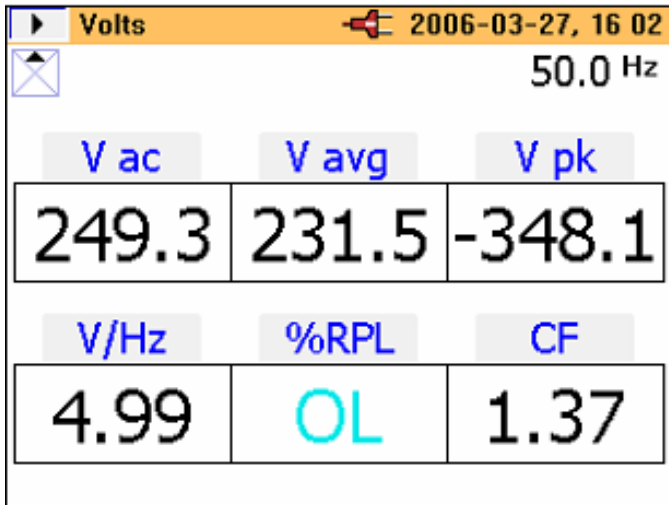 Volts 2006-03-27, 16 02
50.0 Hz
V ac V avg V pk
249.3 231.5 -348.1
V/Hz %RPL CF
4.99 OL 1.37